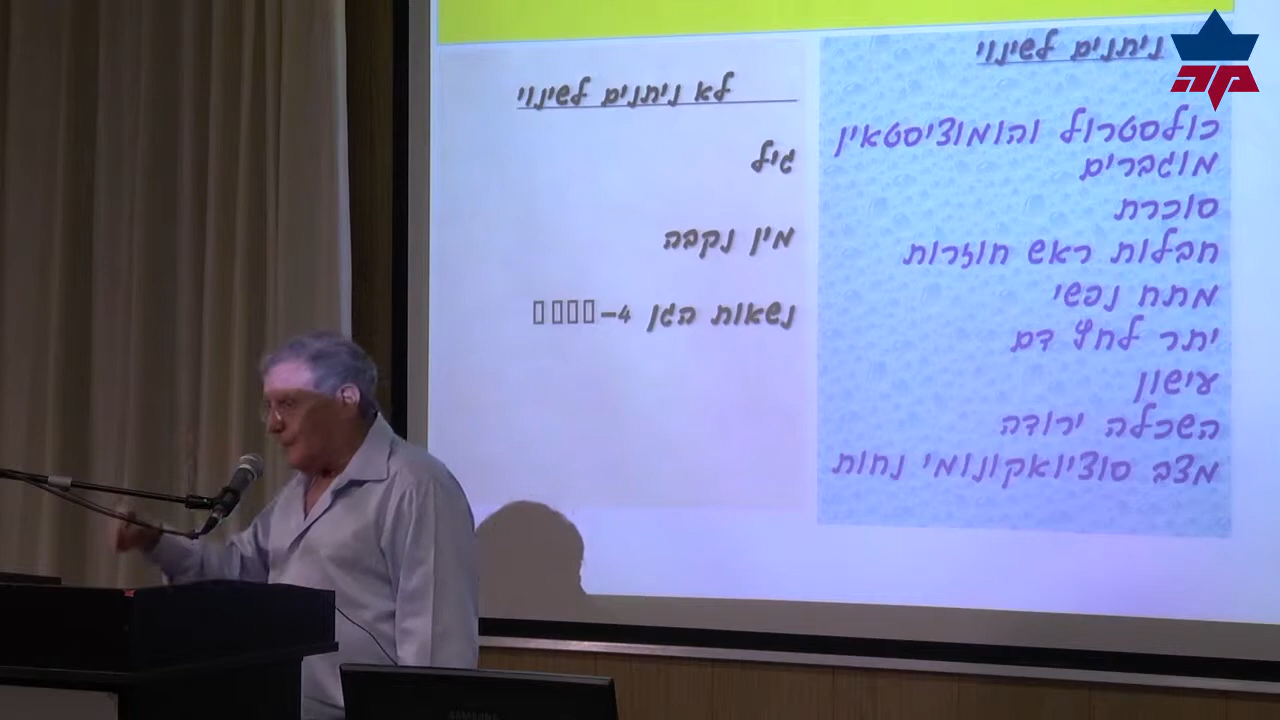 ניתנים לשינוי
כולסטרול והומוציסטאין
מוגברים
סוכרת
חבלות ראש חוזרות
מתח נפשי
יתר לחץ דם
עישון
השכלה ירודה
מצב סוציואקונומי נחות
לא ניתנים לשינוי
גיל
מין נקבה
נשאות הגן 4-
SAMSUNG